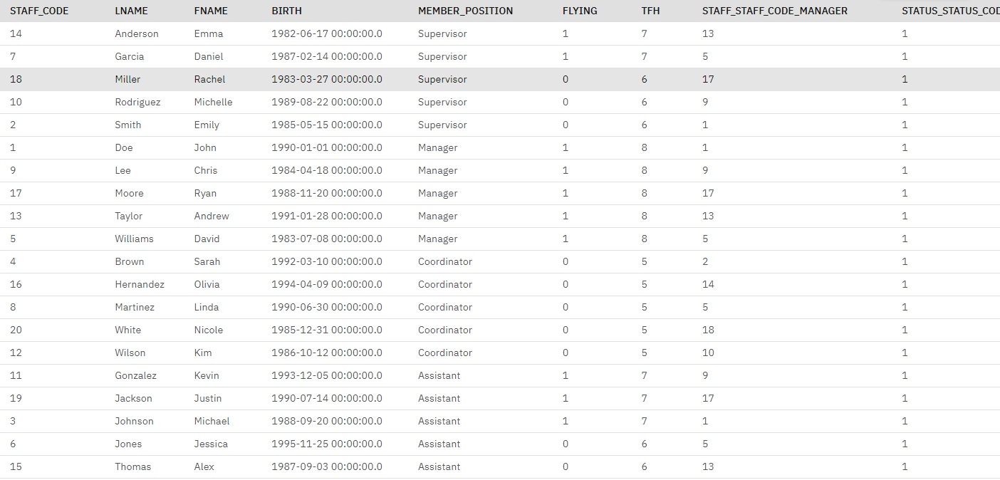 STAFF_CODE LNAME FNAME BIRTH MEMBER_POSITION FLYING TFH STAFF_STAFF_CODE_MANAGER STATUS_STATUS_COD
14 Anderson Emma 1982-06-17 00:00:00.0 Supervisor 1 7 13 1
7 Garcia Daniel 1987-02-14 00:00:00.0 Supervisor 1 7 5 1
18 Miller Rachel 1983-03-27 00:00:00.0 Supervisor 0 6 17 1
10 Rodriguez Michelle 1989-08-22 00:00:00.0 Supervisor 0 6 9 1
2 Smith Emily 1985-05-15 00:00:00.0 Supervisor 0 6 1 1
1 Doe John 1990-01-01 00:00:00.0 Manager 1 8 1 1
9 Lee Chris 1984-04-18 00:00:00.0 Manager 1 8 9 1
17 Moore Ryan 1988-11-20 00:00:00.0 Manager 1 8 17 1
13 Taylor Andrew 1991-01-28 00:00:00.0 Manager 1 8 13 1
5 Williams David 1983-07-08 00:00:00.0 Manager 1 8 5 1
4 Brown Sarah 1992-03-10 00:00:00.0 Coordinator 0 5 2 1
16 Hernandez Olivia 1994-04-09 00:00:00.0 Coordinator 0 5 14 1
8 Martinez Linda 1990-06-30 00:00:00.0 Coordinator 0 5 5 1
20 White Nicole 1985-12-31 00:00:00.0 Coordinator 0 5 18 1
12 Wilson Kim 1986-10-12 00:00:00.0 Coordinator 0 5 10 1
11 Gonzalez Kevin 1993-12-05 00:00:00.0 Assistant 1 7 9 1
19 Jackson Justin 1990-07-14 00:00:00.0 Assistant 1 7 17 1
3 Johnson Michael 1988-09-20 00:00:00.0 Assistant 1 7 1 1
6 Jones Jessica 1995-11-25 00:00:00.0 Assistant 0 6 5 1
15 Thomas Alex 1987-09-03 00:00:00.0 Assistant 0 6 13 1